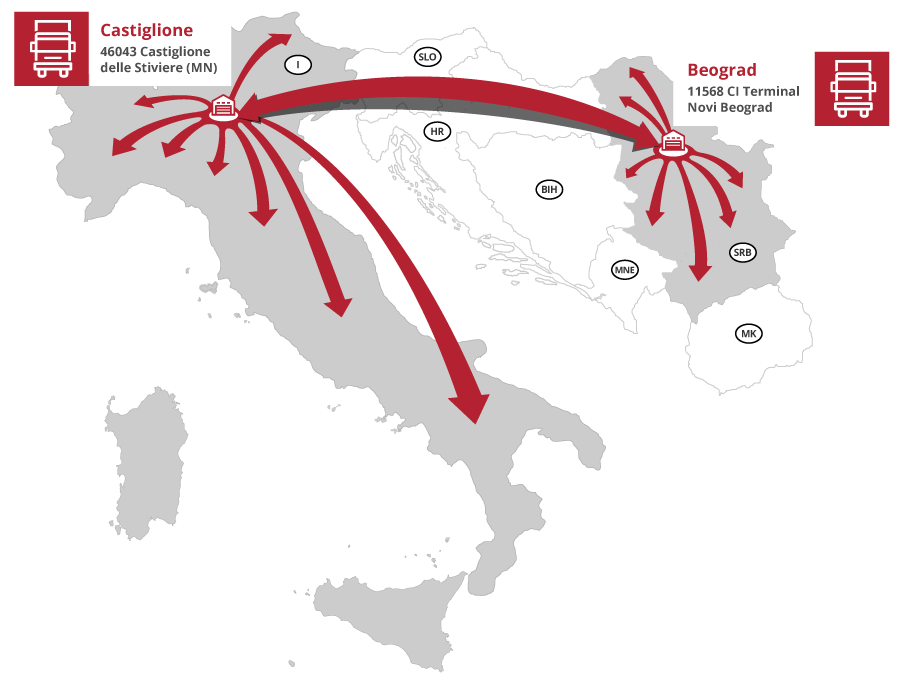 Castiglione
46043 Castiglione
delle Stiviere (MN)
I
SLO
HR
BIH
MNE
Beograd
11568 CI Terminal
Novi Beograd
SRB
MK